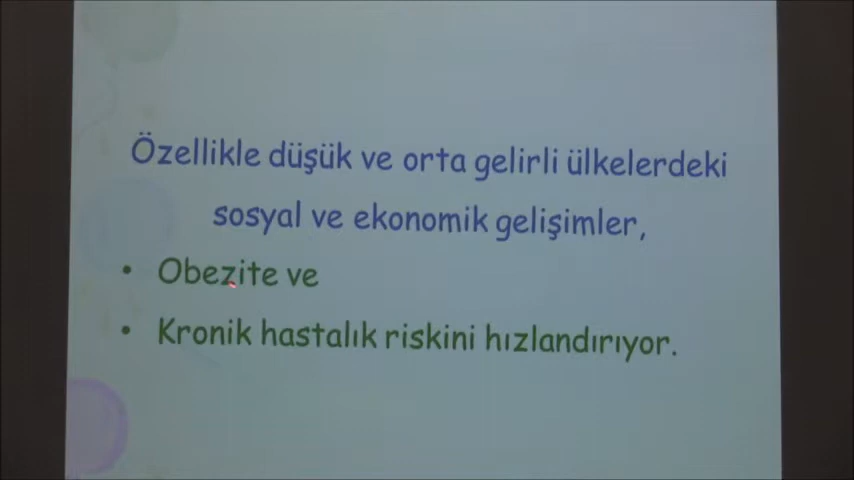 Özellikle düşük ve orta gelirli ülkelerdeki
sosyal ve ekonomik gelişimler,
• Obezite ve
• Kronik hastalık riskini hızlandırıyor.